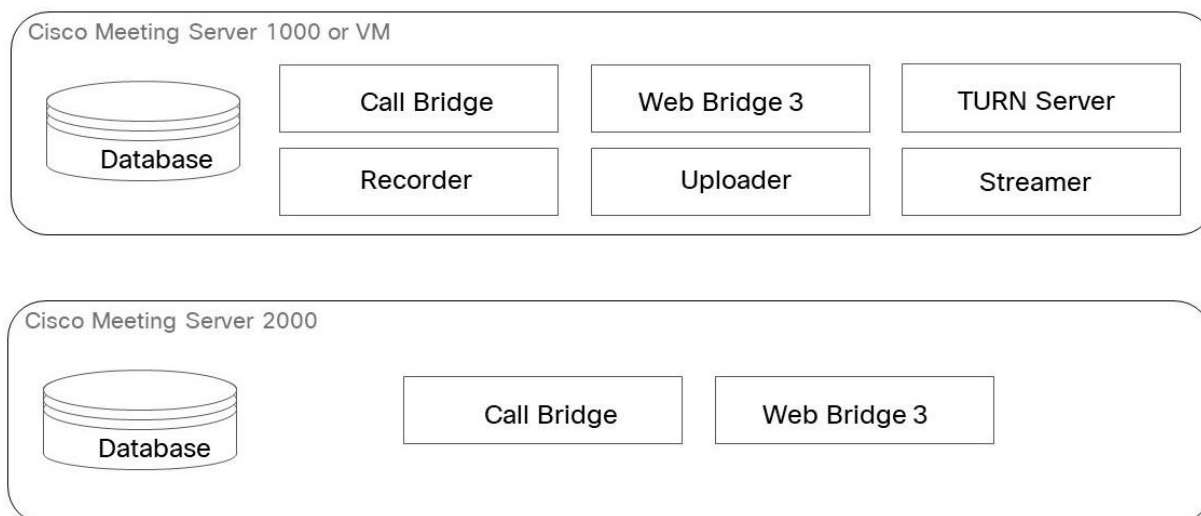 Cisco Meeting Server 1000 or VM
Call Bridge
Web Bridge 3
TURN Server
Database
Recorder
Uploader
Streamer
Cisco Meeting Server 2000
Call Bridge
Web Bridge 3
Database